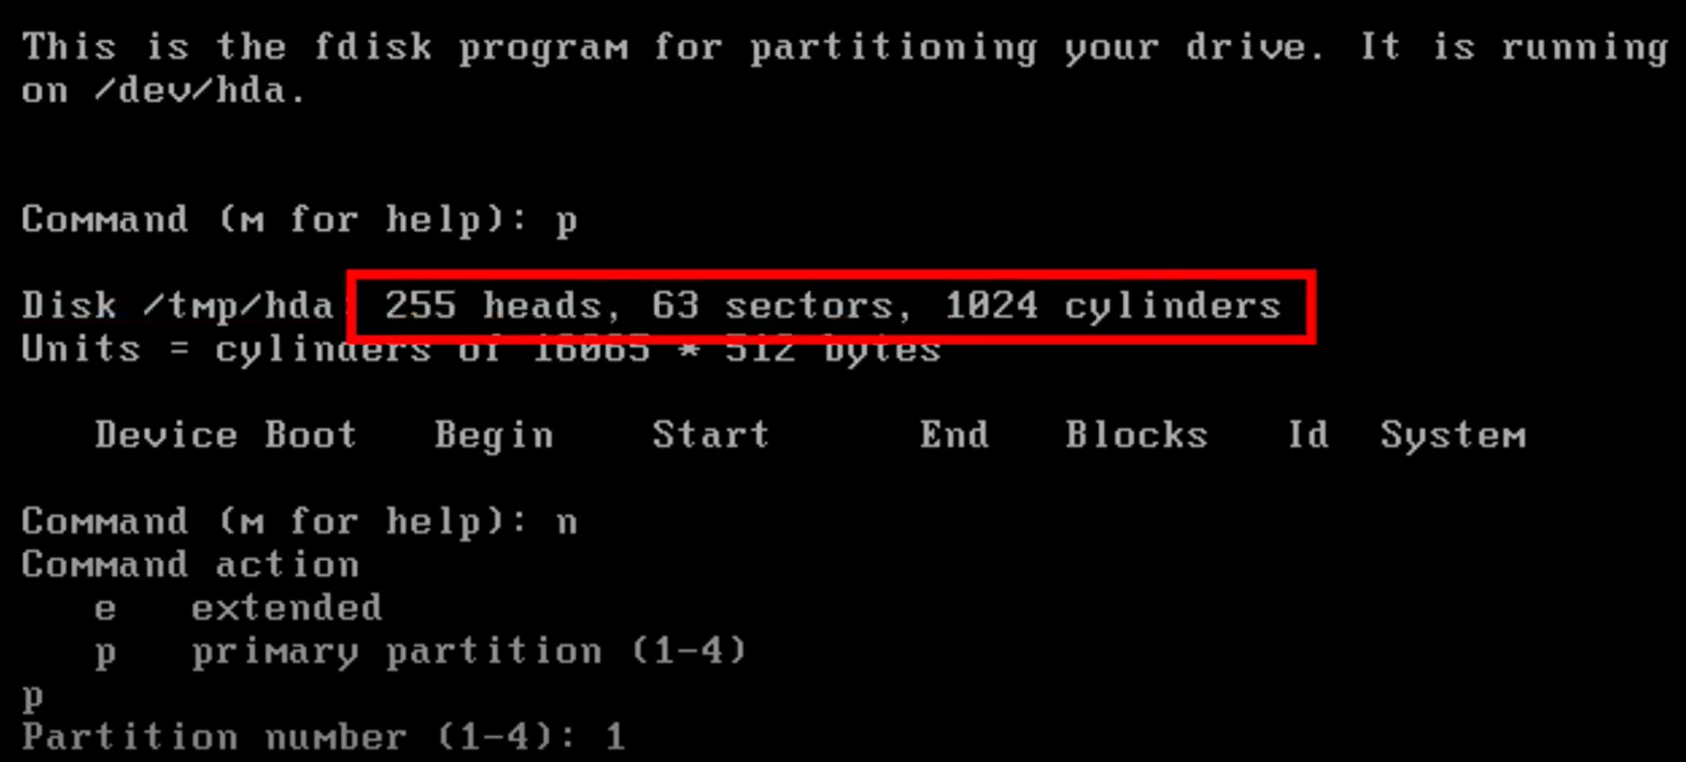 This is the fdisk program for partitioning your drive. It is running
on /dev/hda.
Command (m for help): p
Disk /tmp/hda 255 heads, 63 sectors, 1024 cylinders
Units = cylinders of 16065 * 512 bytes
Device Boot Begin Start End Blocks Id System
Command (m for help): n
Command action
e extended
p primary partition (1-4)
p
Partition number (1-4): 1